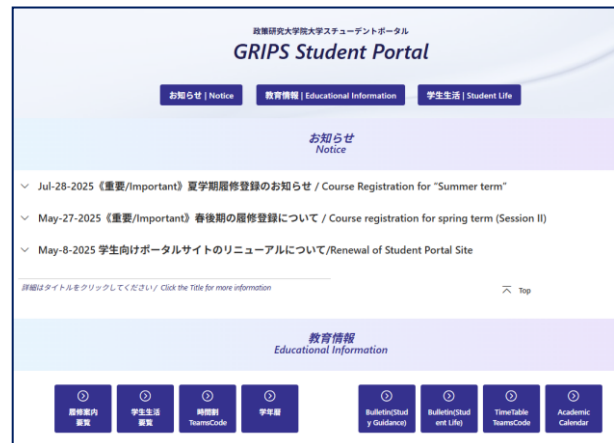 政策研究大学院大学スチューデントポータル
GRIPS Student Portal
お知らせ | Notice
教育情報 | Educational Information
学生生活 | Student Life
お知らせ
Notice
Jul-28-2025《重要/Important》夏学期履修登録のお知らせ / Course Registration for "Summer term"
May-27-2025《重要/Important》春後期の履修登録について / Course registration for spring term (Session II)
May-8-2025 学生向けポータルサイトのリニューアルについて/Renewal of Student Portal Site
詳細はタイトルをクリックしてください / Click the Title for more information
Top
教育情報
Educational Information
履修案内
要覧
学生生活
要覧
時間割
TeamsCode
学年暦
Bulletin(Stud
y Guidance)
Bulletin(Stud
ent Life)
TimeTable
TeamsCode
Academic
Calendar